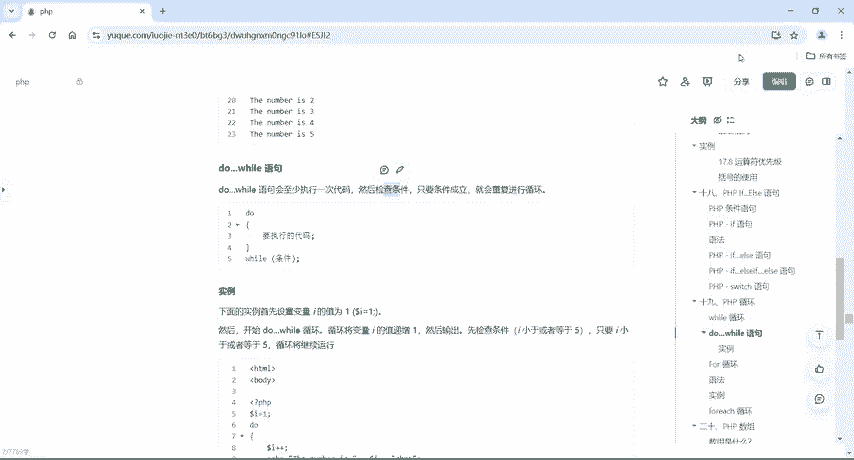 php
yuque.com/luojie-nt3e0/bt6bg3/dwuhgnxm0ngc91lo#E5Jl2
所有书签
php
分享
编辑
20 The number is 2
21 The number is 3
22 The number is 4
23 The number is 5
do...while 语句
do...while 语句会至少执行一次代码，然后检查条件，只要条件成立，就会重复进行循环。
1 do
2 {
3 要执行的代码;
4 }
5 while (条件);
实例
下面的实例首先设置变量 i 的值为 1 ($i=1;)。
然后，开始 do...while 循环。循环将变量 i 的值递增 1，然后输出。先检查条件（i 小于或者等于 5），只要 i 小
于或者等于 5，循环将继续运行
1 <html>
2 <body>
3
4 <?php
5 $i=1;
6 do
7 {
8 $i++;
大纲
实例
17.8 运算符优先级
括号的使用
十八、PHP If...Else 语句
PHP 条件语句
PHP - if 语句
语法
PHP - if...else 语句
PHP - if...elseif....else 语句
PHP - switch 语句
十九、PHP 循环
while 循环
do...while 语句
实例
For 循环
语法
实例
foreach 循环
二十、PHP 数组
数组是什么？